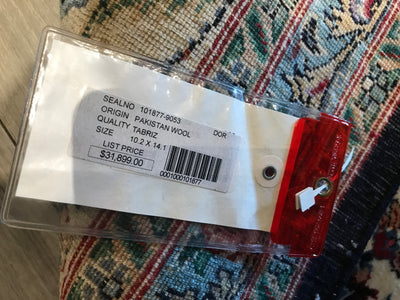 SEALNO 101877-9053
ORIGIN PAKISTAN WOOL DOR
QUALITY TABRIZ
SIZE 10.2 X 14.1
LIST PRICE
$31,899.00
0001000101877